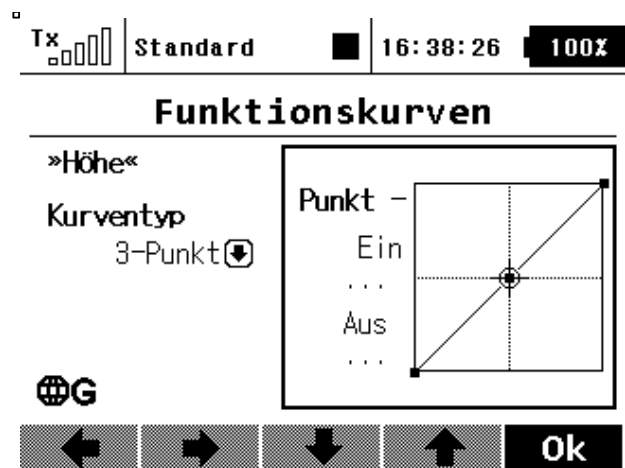 Tx Standard 16:38:26 100%
Funktionskurven
»Höhe«
Kurventyp
3-Punkt
Punkt -
Ein
...
Aus
...
G
Ok